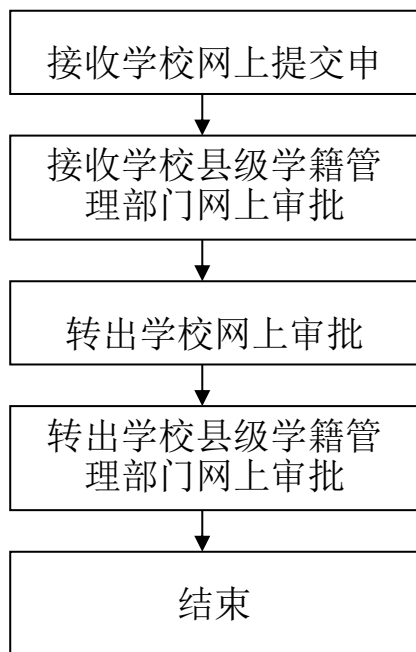 接收学校网上提交申
接收学校县级学籍管
理部门网上审批
转出学校网上审批
转出学校县级学籍管
理部门网上审批
结束